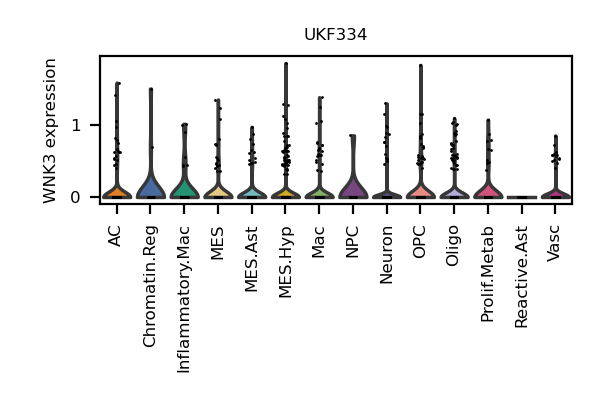 UKF334
WNK3 expression
1
0
AC
Chromatin.Reg
Inflammatory.Mac
MES
MES.Ast
MES.Hyp
Mac
NPC
Neuron
OPC
Oligo
Prolif.Metab
Reactive.Ast
Vasc